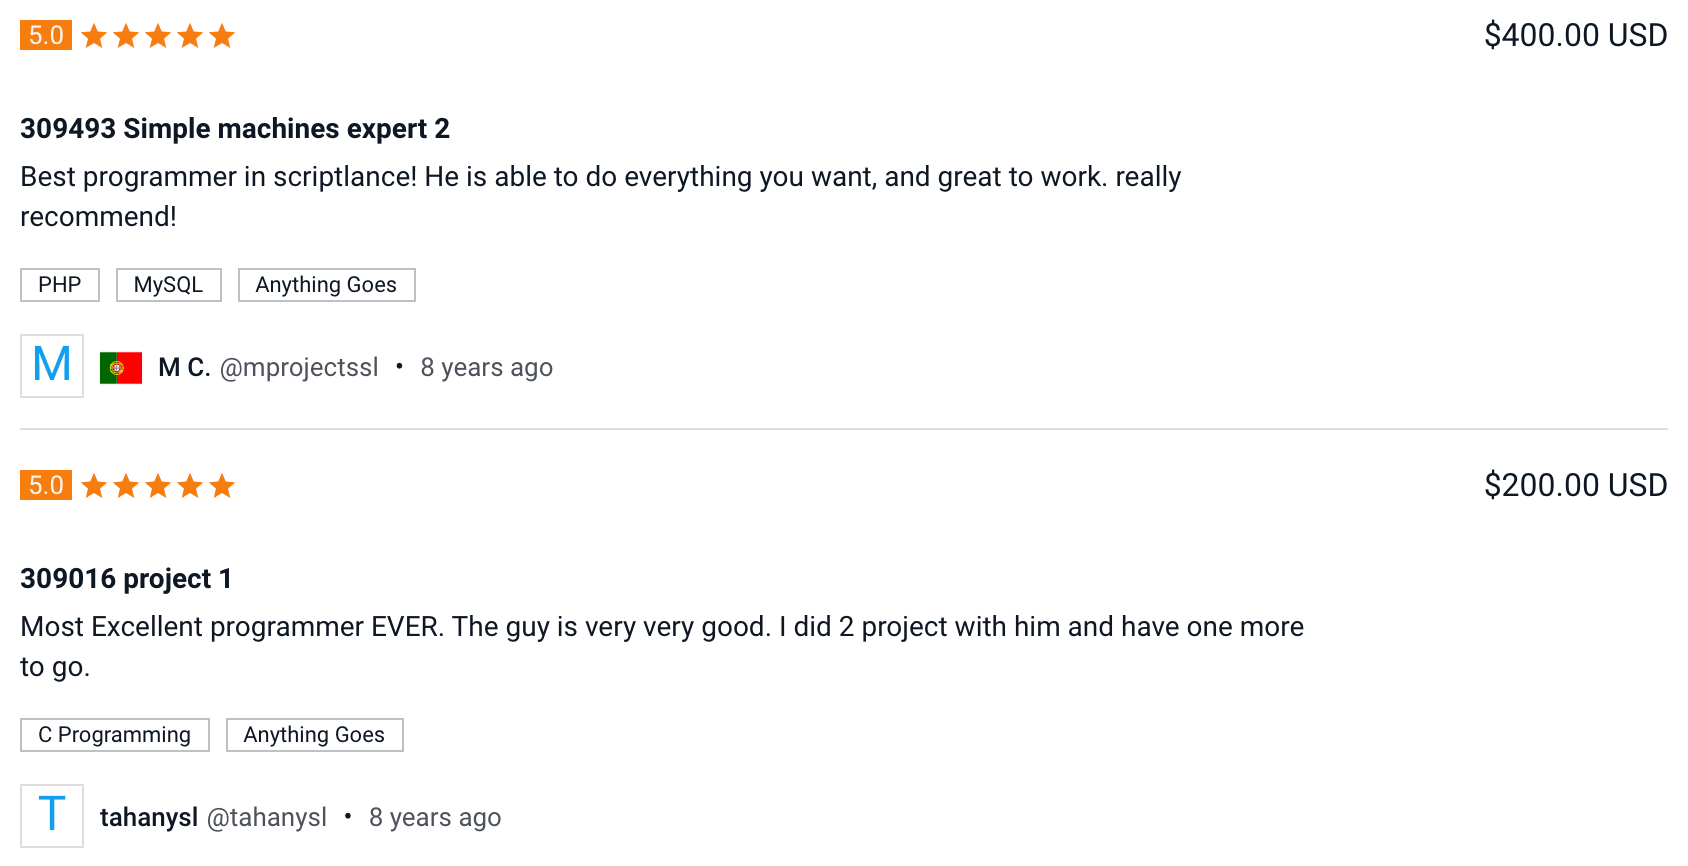 5.0
$400.00 USD
309493 Simple machines expert 2
Best programmer in scriptlance! He is able to do everything you want, and great to work. really
recommend!
PHP MySQL Anything Goes
M M C. @mprojectssl • 8 years ago
5.0
$200.00 USD
309016 project 1
Most Excellent programmer EVER. The guy is very very good. I did 2 project with him and have one more
to go.
C Programming Anything Goes
T tahanysl @tahanysl • 8 years ago